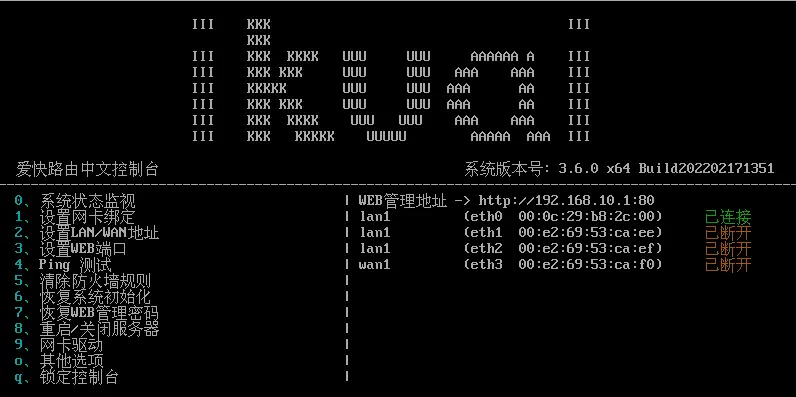 III    KKK                                       III
       KKK
III    KKK  KKKK   UUU      UUU      AAAAAA A    III
III    KKK KKK     UUU      UUU   AAA     AAA    III
III    KKKKK       UUU      UUU  AAA       AA    III
III    KKK KKK     UUU      UUU  AAA       AA    III
III    KKK  KKKK    UUU   UUU     AAA     AAA    III
III    KKK   KKKKK    UUUUU         AAAAA  AAA   III
爱快路由中文控制台 系统版本号: 3.6.0 x64 Build202202171351
0、系统状态监视 | WEB管理地址 -> http://192.168.10.1:80
1、设置网卡绑定 | lan1 (eth0 00:0c:29:b8:2c:00) 已连接
2、设置LAN/WAN地址 | lan1 (eth1 00:e2:69:53:ca:ee) 已断开
3、设置WEB端口 | lan1 (eth2 00:e2:69:53:ca:ef) 已断开
4、Ping 测试 | wan1 (eth3 00:e2:69:53:ca:f0) 已断开
5、清除防火墙规则 |
6、恢复系统初始化 |
7、恢复WEB管理密码 |
8、重启/关闭服务器 |
9、网卡驱动 |
o、其他选项 |
q、锁定控制台 |